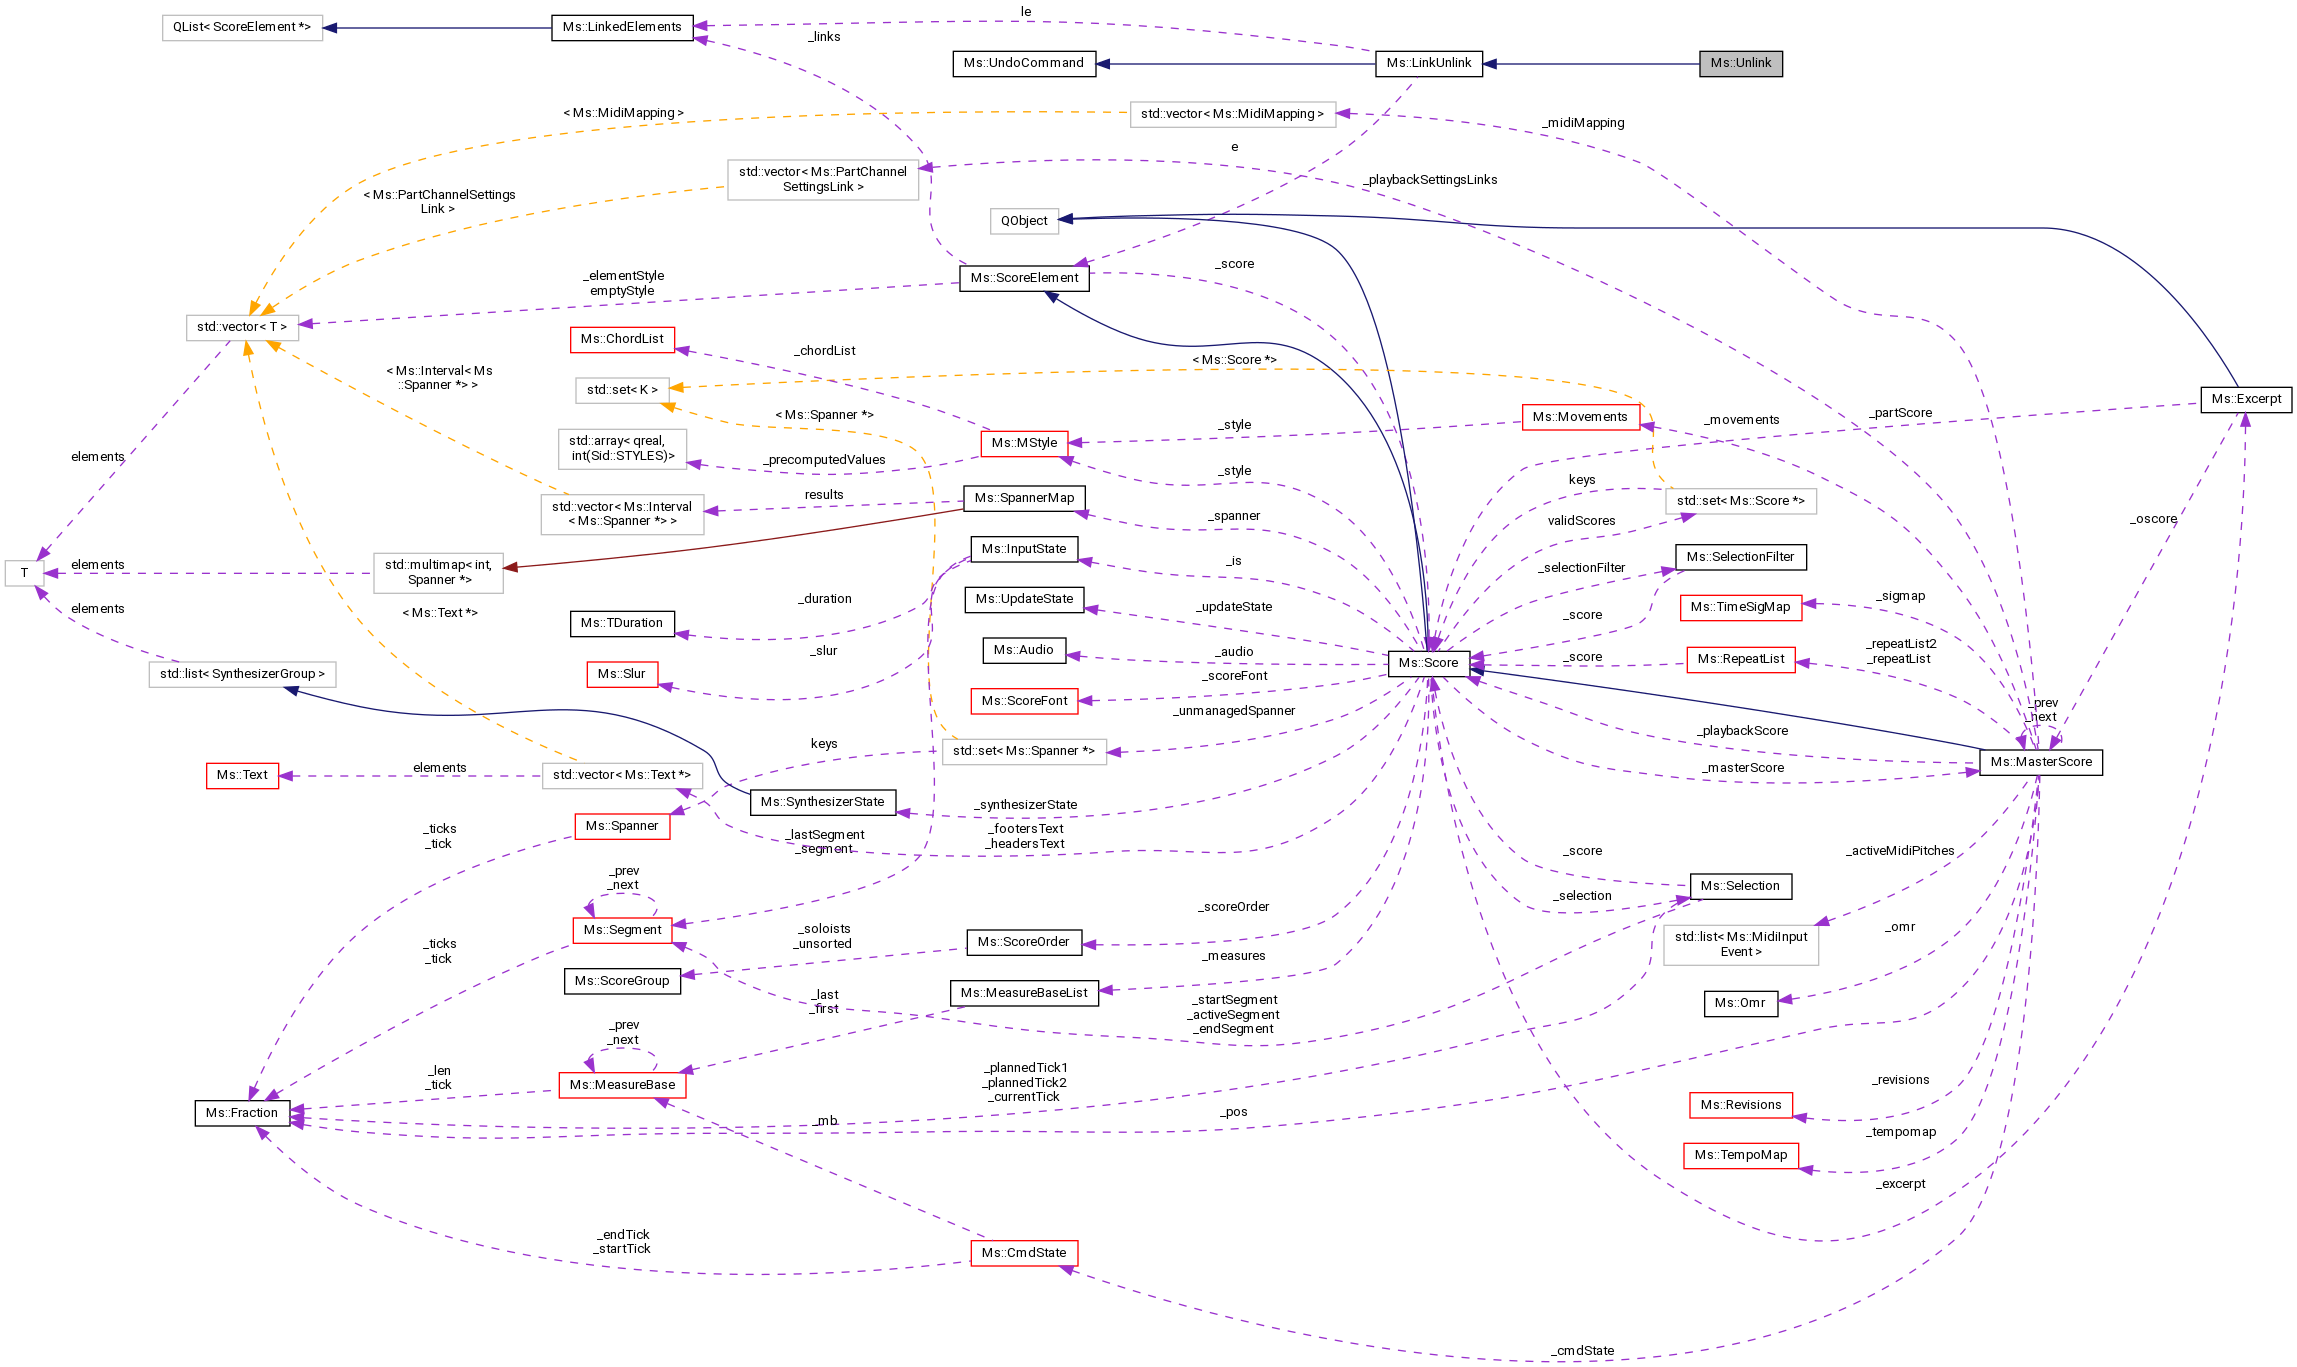 le
QList< ScoreElement *>
Ms::LinkedElements
_links
Ms::UndoCommand
Ms::LinkUnlink
Ms::Unlink
< Ms::MidiMapping >
std::vector< Ms::MidiMapping >
_midiMapping
e
std::vector< Ms::PartChannel
SettingsLink >
_playbackSettingsLinks
< Ms::PartChannelSettings
Link >
QObject
_elementStyle
emptyStyle
Ms::ScoreElement
_score
std::vector< T >
Ms::ChordList
_chordList
< Ms::Score *>
< Ms::Interval< Ms
::Spanner *> >
std::set< K >
Ms::Excerpt
< Ms::Spanner *>
Ms::Movements
_movements
_partScore
_style
std::array< qreal,
int(Sid::STYLES)>
Ms::MStyle
elements
_precomputedValues
_style
keys
results
Ms::SpannerMap
std::set< Ms::Score *>
std::vector< Ms::Interval
< Ms::Spanner *> >
_spanner
validScores
_oscore
Ms::InputState
Ms::SelectionFilter
T
elements
std::multimap< int,
Spanner *>
_is
_selectionFilter
_duration
Ms::UpdateState
_updateState
_sigmap
elements
< Ms::Text *>
Ms::TDuration
_score
Ms::TimeSigMap
_slur
Ms::Audio
_audio
_repeatList2
_repeatList
std::list< SynthesizerGroup >
Ms::Slur
Ms::Score
_score
Ms::RepeatList
Ms::ScoreFont
_scoreFont
_unmanagedSpanner
_prev
_next
keys
std::set< Ms::Spanner *>
_playbackScore
Ms::MasterScore
Ms::Text
elements
std::vector< Ms::Text *>
_masterScore
Ms::SynthesizerState
_synthesizerState
Ms::Spanner
_ticks
_tick
_lastSegment
_segment
_footersText
_headersText
_score
_activeMidiPitches
_prev
_next
Ms::Selection
_selection
_scoreOrder
Ms::Segment
_soloists
_unsorted
Ms::ScoreOrder
std::list< Ms::MidiInput
Event >
_omr
_ticks
_tick
_measures
Ms::ScoreGroup
_last
_first
Ms::MeasureBaseList
_startSegment
_activeSegment
_endSegment
Ms::Omr
_prev
_next
_len
_tick
Ms::MeasureBase
_plannedTick1
_plannedTick2
_currentTick
_revisions
Ms::Fraction
_mb
_pos
Ms::Revisions
_tempomap
Ms::TempoMap
_excerpt
_endTick
_startTick
Ms::CmdState
_cmdState